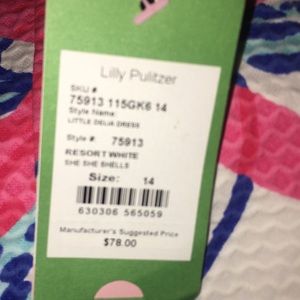 Lilly Pulitzer
SKU #
75913 115GK6 14
Style Name:
LITTLE DELIA DRESS
Style #: 75913
RESORT WHITE
SHE SHE SHELLS
Size: 14
630306 565059
Manufacturer's Suggested Price
$78.00